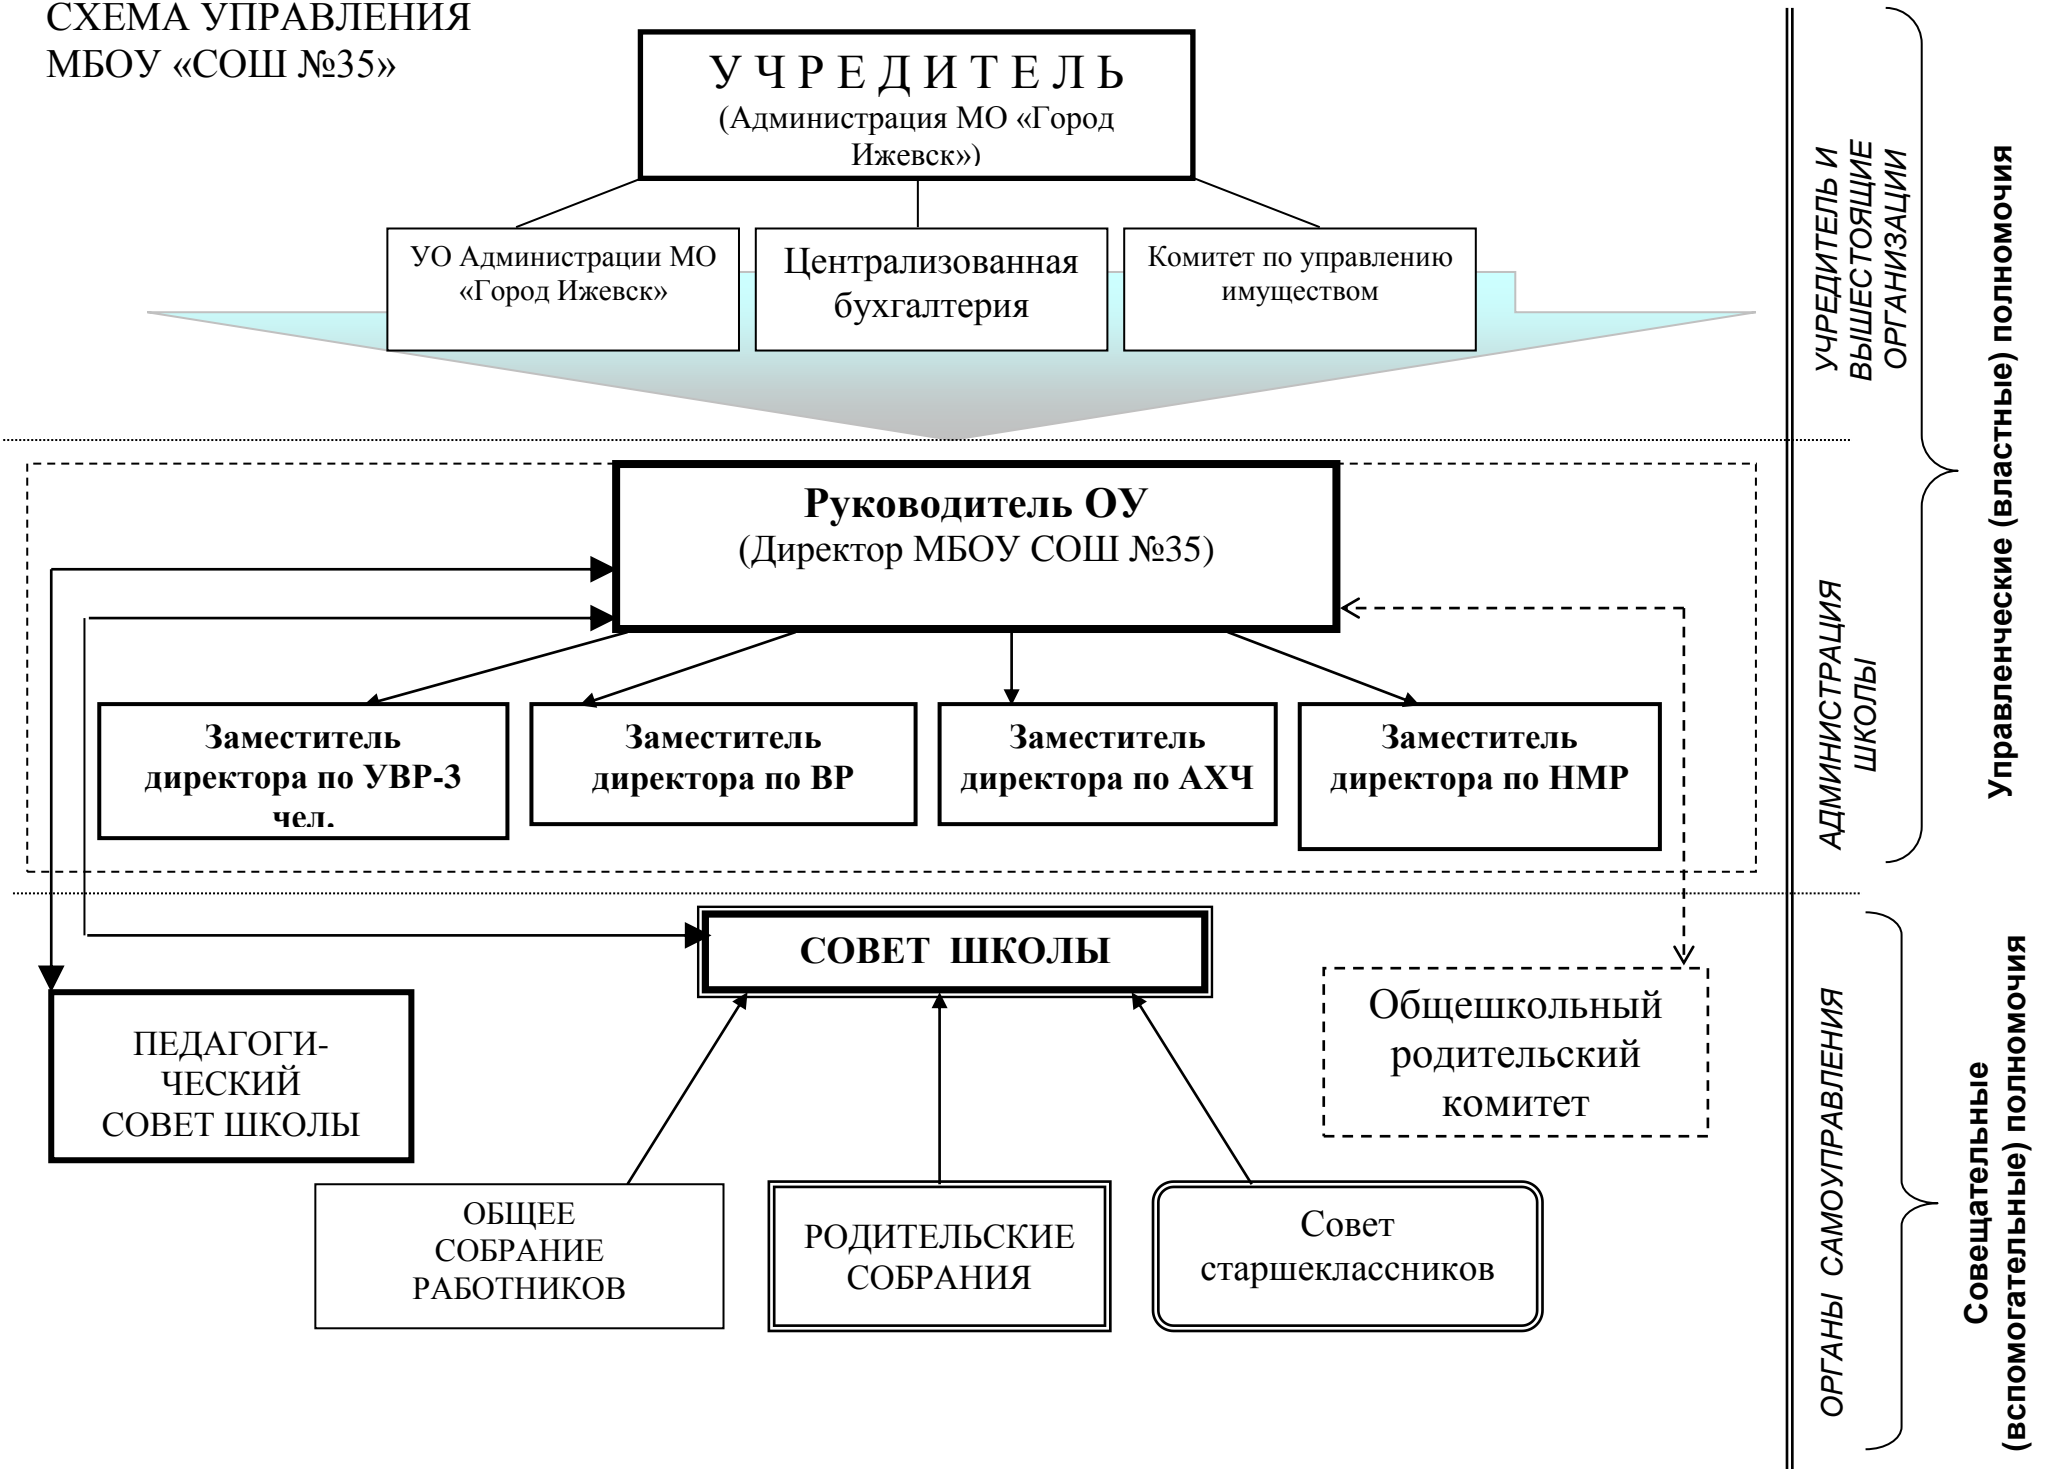 СХЕМА УПРАВЛЕНИЯ
МБОУ «СОШ №35»
У Ч Р Е Д И Т Е Л Ь
(Администрация МО «Город
Ижевск»)
УО Администрации МО
«Город Ижевск»
Централизованная
бухгалтерия
Комитет по управлению
имуществом
УЧРЕДИТЕЛЬ И
ВЫШЕСТОЯЩИЕ
ОРГАНИЗАЦИИ
Управленческие (властные) полномочия
Руководитель ОУ
(Директор МБОУ СОШ №35)
Заместитель
директора по УВР-3
чел.
Заместитель
директора по ВР
Заместитель
директора по АХЧ
Заместитель
директора по НМР
АДМИНИСТРАЦИЯ
ШКОЛЫ
СОВЕТ ШКОЛЫ
ПЕДАГОГИ-
ЧЕСКИЙ
СОВЕТ ШКОЛЫ
Общешкольный
родительский
комитет
ОБЩЕЕ
СОБРАНИЕ
РАБОТНИКОВ
РОДИТЕЛЬСКИЕ
СОБРАНИЯ
Совет
старшеклассников
ОРГАНЫ САМОУПРАВЛЕНИЯ
Совещательные
(вспомогательные) полномочия